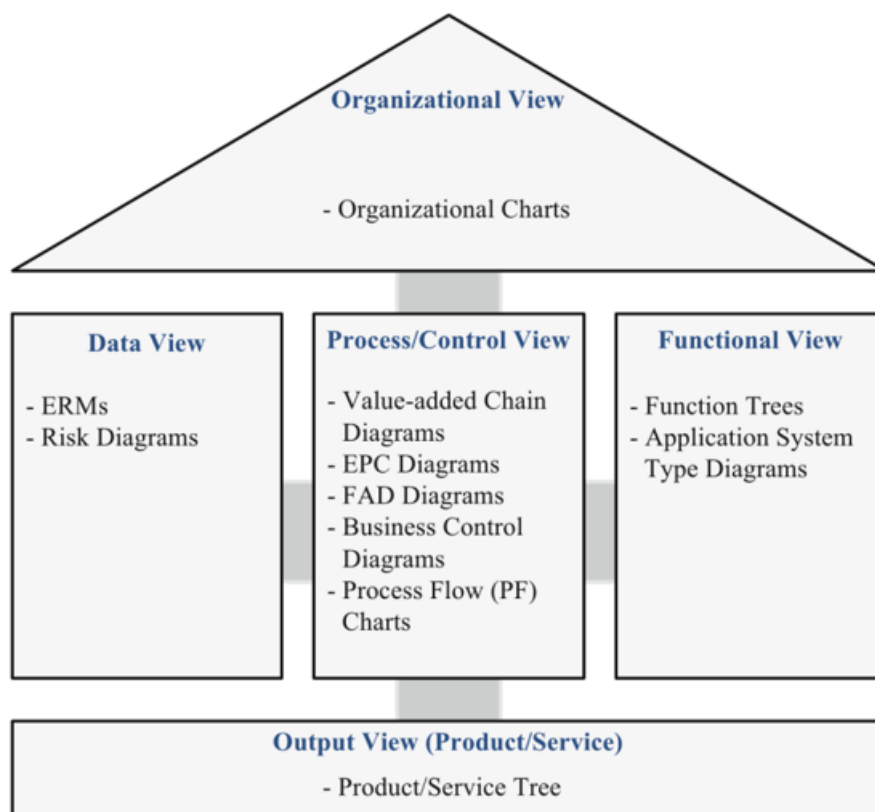 Organizational View
- Organizational Charts
Data View
- ERMs
- Risk Diagrams
Process/Control View
- Value-added Chain
Diagrams
- EPC Diagrams
- FAD Diagrams
- Business Control
Diagrams
- Process Flow (PF)
Charts
Functional View
- Function Trees
- Application System
Type Diagrams
Output View (Product/Service)
- Product/Service Tree